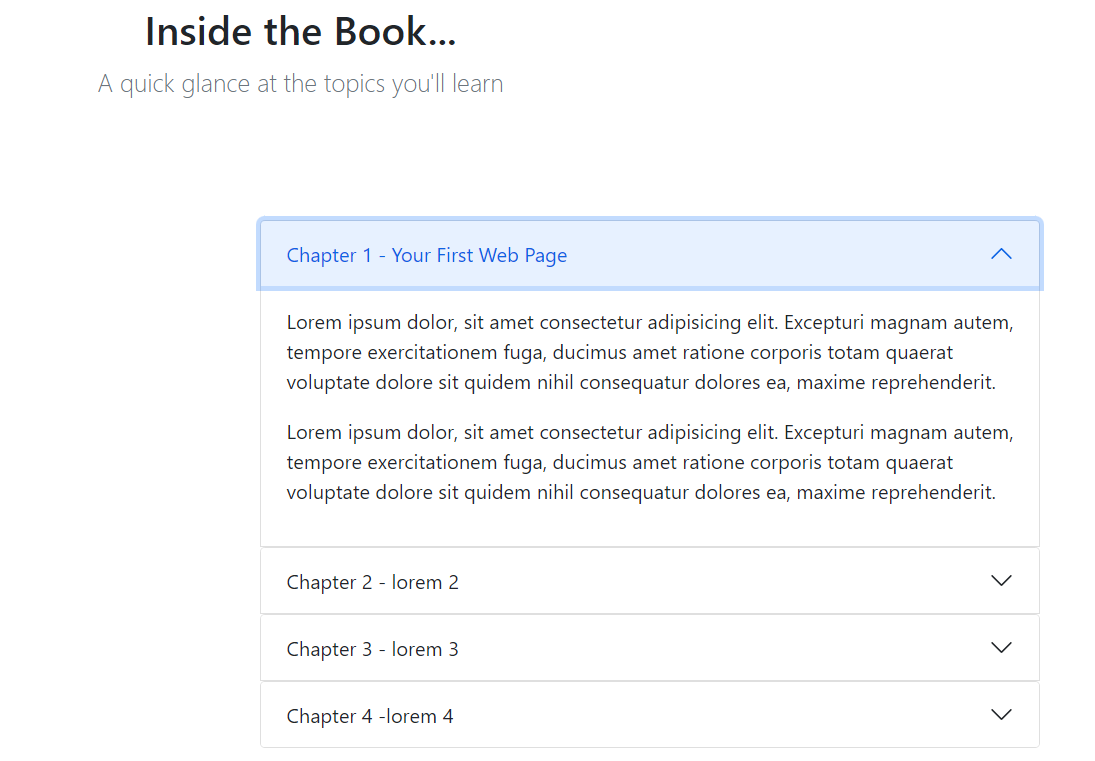 Inside the Book...
A quick glance at the topics you'll learn
Chapter 1 - Your First Web Page
Lorem ipsum dolor, sit amet consectetur adipisicing elit. Excepturi magnam autem,
tempore exercitationem fuga, ducimus amet ratione corporis totam quaerat
voluptate dolore sit quidem nihil consequatur dolores ea, maxime reprehenderit.
Lorem ipsum dolor, sit amet consectetur adipisicing elit. Excepturi magnam autem,
tempore exercitationem fuga, ducimus amet ratione corporis totam quaerat
voluptate dolore sit quidem nihil consequatur dolores ea, maxime reprehenderit.
Chapter 2 - lorem 2
Chapter 3 - lorem 3
Chapter 4 -lorem 4